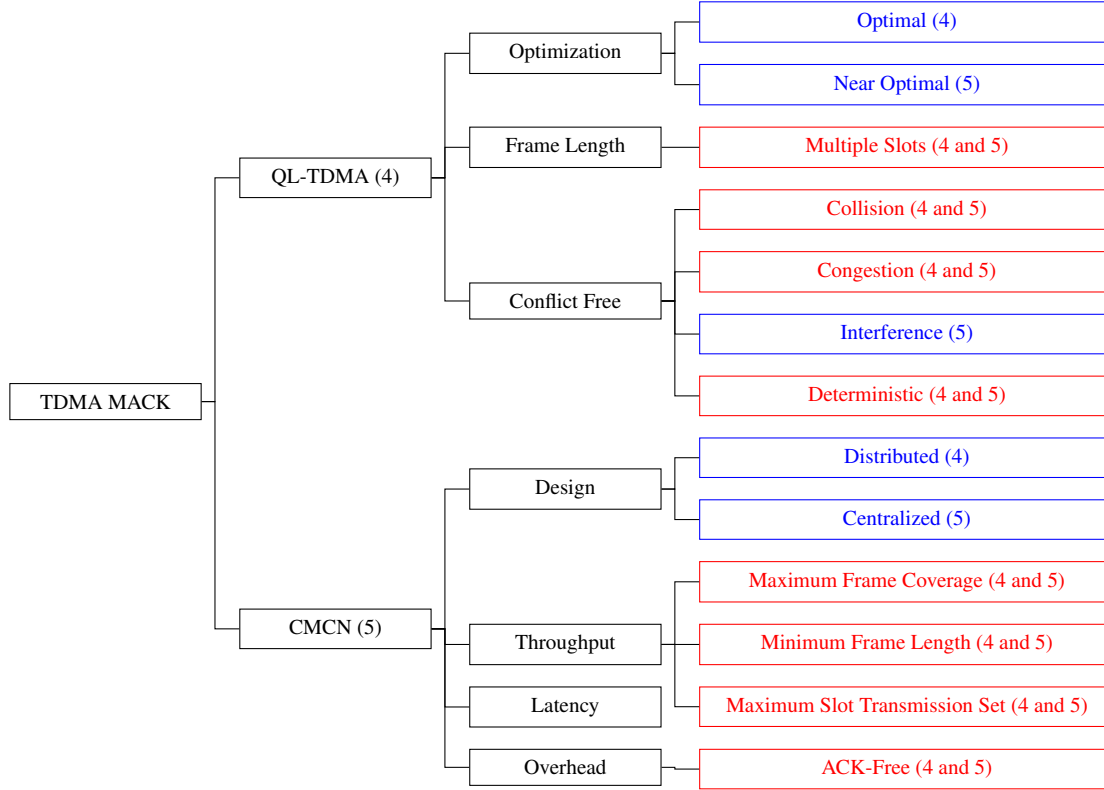 TDMA MACK
QL-TDMA (4)
Optimization
Optimal (4)
Near Optimal (5)
Frame Length
Multiple Slots (4 and 5)
Conflict Free
Collision (4 and 5)
Congestion (4 and 5)
Interference (5)
Deterministic (4 and 5)
CMCN (5)
Design
Distributed (4)
Centralized (5)
Throughput
Maximum Frame Coverage (4 and 5)
Minimum Frame Length (4 and 5)
Maximum Slot Transmission Set (4 and 5)
Latency
Overhead
ACK-Free (4 and 5)